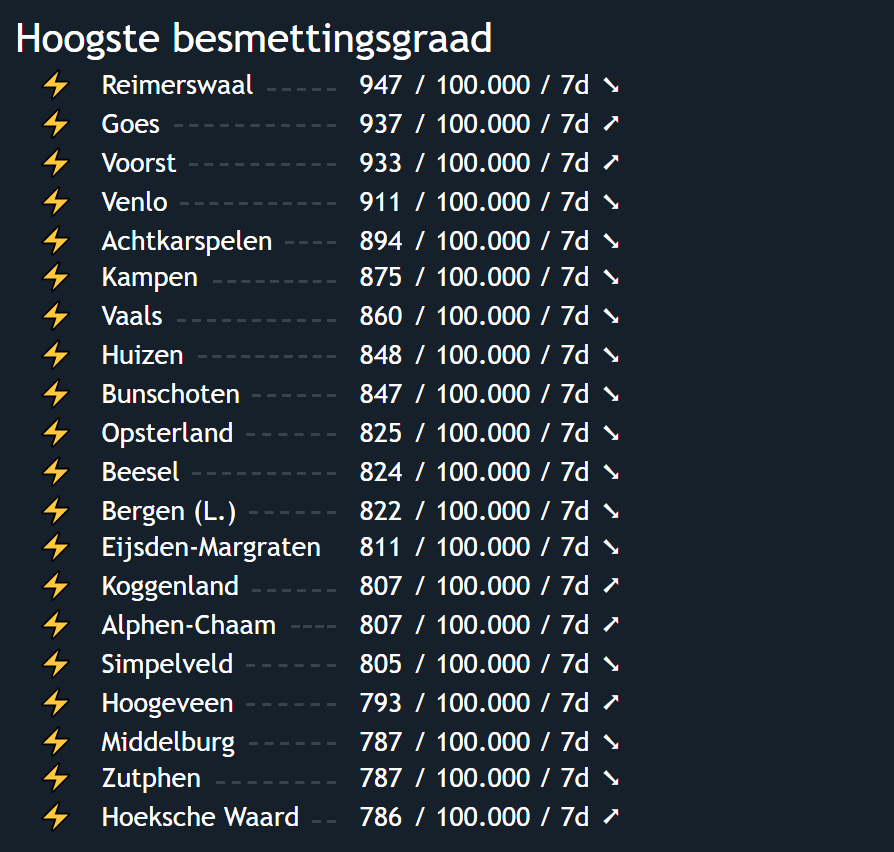 Hoogste besmettingsgraad
⚡ Reimerswaal ----- 947 / 100.000 / 7d ➘
⚡ Goes ---------- 937 / 100.000 / 7d ➚
⚡ Voorst --------- 933 / 100.000 / 7d ➚
⚡ Venlo ---------- 911 / 100.000 / 7d ➘
⚡ Achtkarspelen ---- 894 / 100.000 / 7d ➘
⚡ Kampen -------- 875 / 100.000 / 7d ➘
⚡ Vaals ---------- 860 / 100.000 / 7d ➘
⚡ Huizen --------- 848 / 100.000 / 7d ➘
⚡ Bunschoten ------ 847 / 100.000 / 7d ➘
⚡ Opsterland ------ 825 / 100.000 / 7d ➘
⚡ Beesel --------- 824 / 100.000 / 7d ➘
⚡ Bergen (L.) ------ 822 / 100.000 / 7d ➘
⚡ Eijsden-Margraten 811 / 100.000 / 7d ➘
⚡ Koggenland ------ 807 / 100.000 / 7d ➚
⚡ Alphen-Chaam ---- 807 / 100.000 / 7d ➚
⚡ Simpelveld ------ 805 / 100.000 / 7d ➘
⚡ Hoogeveen ------ 793 / 100.000 / 7d ➚
⚡ Middelburg ------ 787 / 100.000 / 7d ➘
⚡ Zutphen -------- 787 / 100.000 / 7d ➘
⚡ Hoeksche Waard -- 786 / 100.000 / 7d ➚